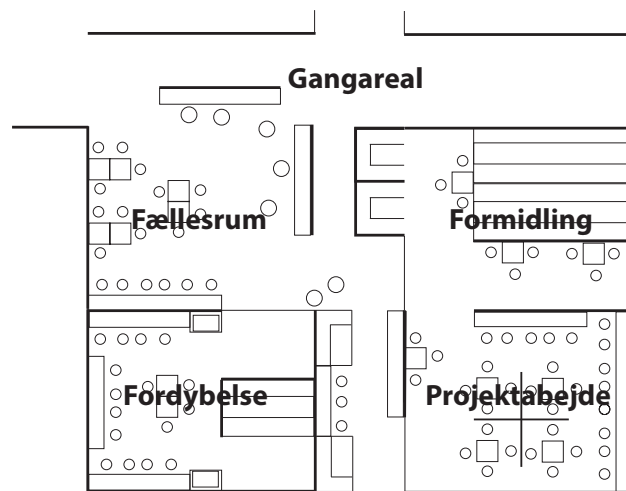 Gangareal
Fællesrum
Formidling
Fordybelse
Projektabejde